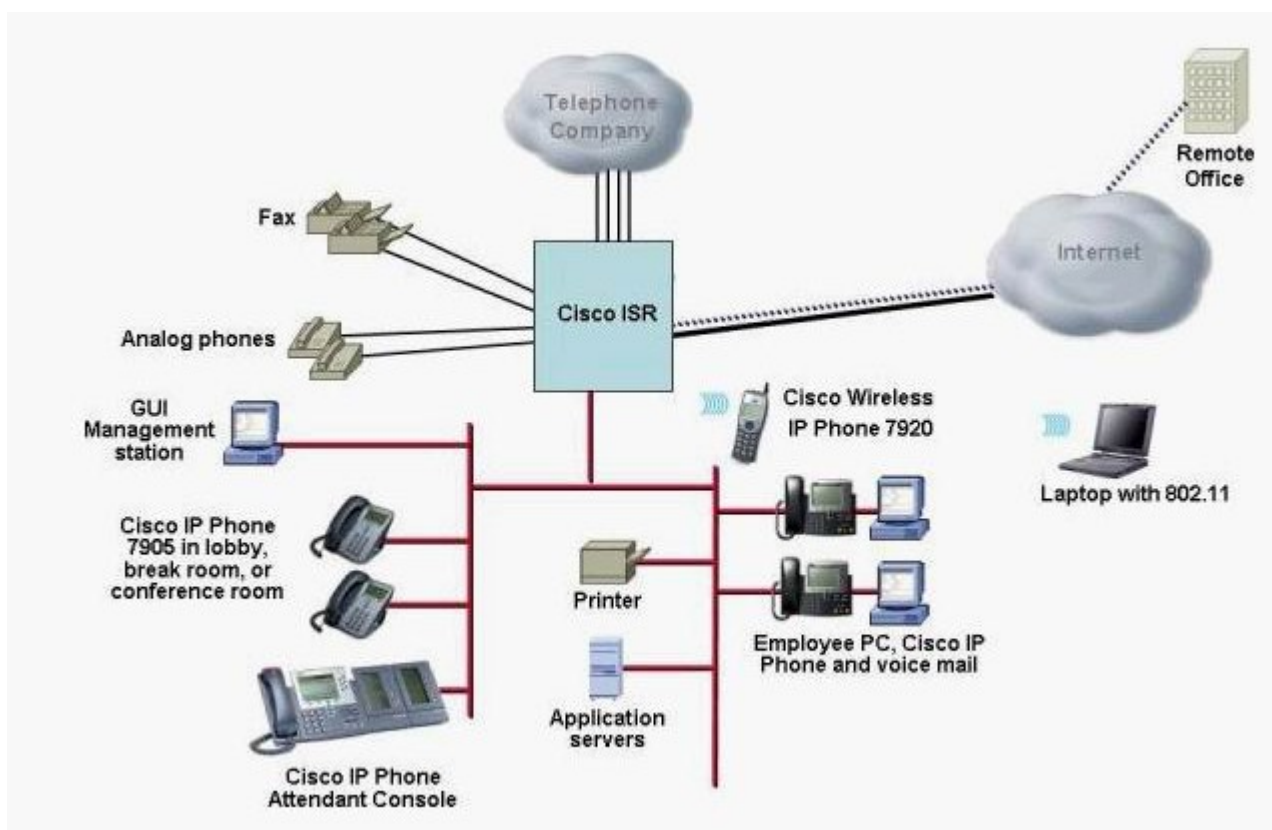 Telephone
Company
Remote
Office
Fax
Internet
Cisco ISR
Analog phones
GUI
Management
station
Cisco Wireless
IP Phone 7920
Laptop with 802.11
Cisco IP Phone
7905 in lobby,
break room, or
conference room
Printer
Employee PC, Cisco IP
Phone and voice mail
Application
servers
Cisco IP Phone
Attendant Console